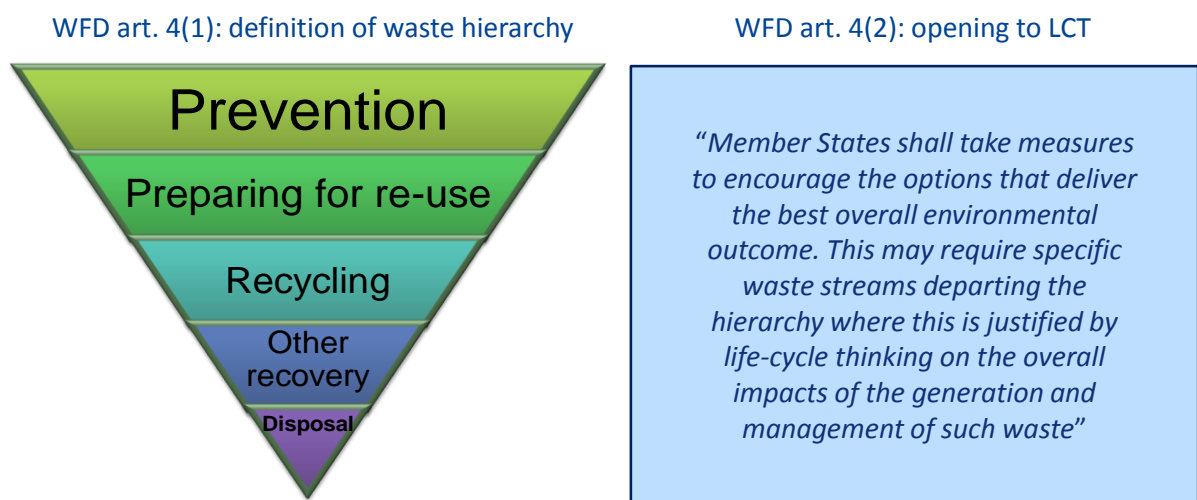 WFD art. 4(1): definition of waste hierarchy
Prevention
Preparing for re-use
Recycling
Other
recovery
Disposal
WFD art. 4(2): opening to LCT
“Member States shall take measures
to encourage the options that deliver
the best overall environmental
outcome. This may require specific
waste streams departing the
hierarchy where this is justified by
life-cycle thinking on the overall
impacts of the generation and
management of such waste”